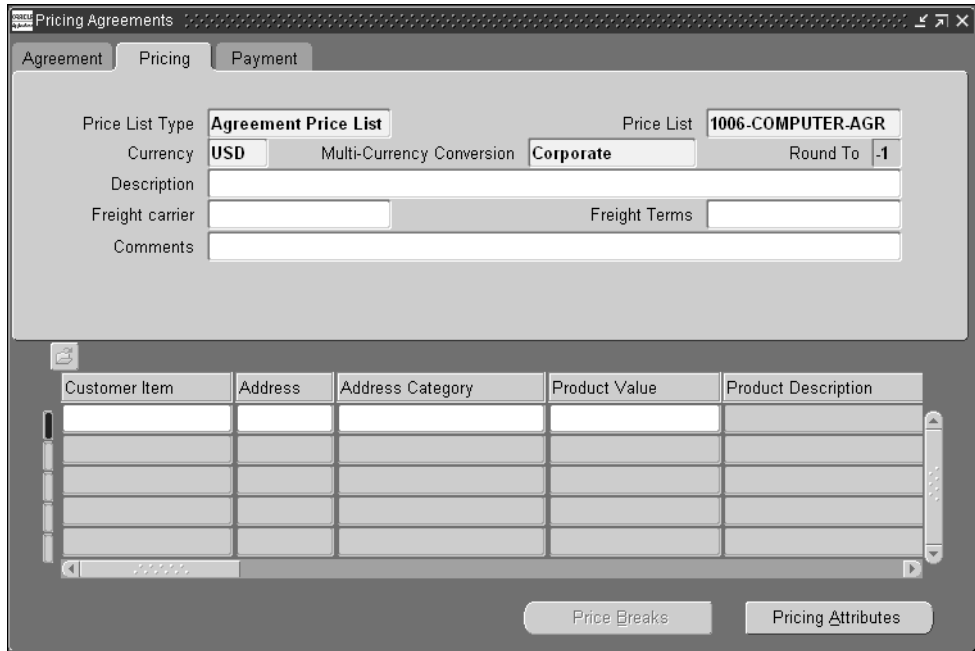 ORACLE Pricing Agreements
Agreement Pricing Payment
Price List Type Agreement Price List Price List 1006-COMPUTER-AGR
Currency USD Multi-Currency Conversion Corporate Round To -1
Description
Freight carrier Freight Terms
Comments
Customer Item Address Address Category Product Value Product Description
Price Breaks Pricing Attributes